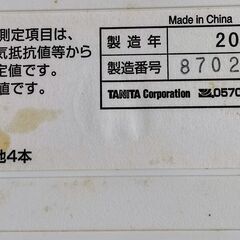 測定項目は、
気抵抗値等から
定値です。
値です。
電池4本
Made in China
製造年 20
製造番号 8702
TANITA Corporation 0570